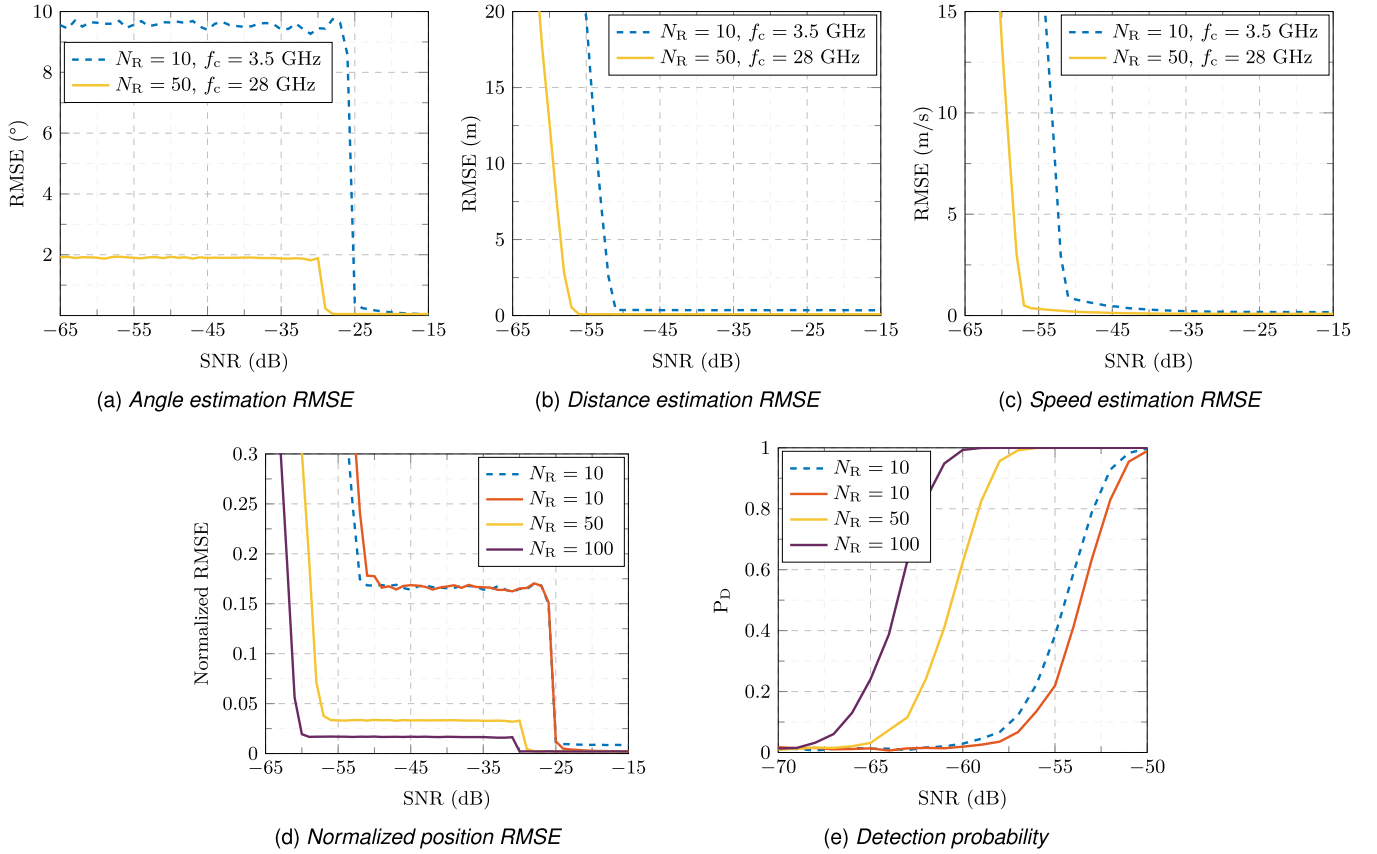 10
8
6
4
2
0
−65
−55
−45
−35
−25
−15
RMSE (°)
SNR (dB)
N_R = 10, f_c = 3.5 GHz
N_R = 50, f_c = 28 GHz
(a) Angle estimation RMSE
20
15
10
5
0
−65
−55
−45
−35
−25
−15
RMSE (m)
SNR (dB)
N_R = 10, f_c = 3.5 GHz
N_R = 50, f_c = 28 GHz
(b) Distance estimation RMSE
15
10
5
0
−65
−55
−45
−35
−25
−15
RMSE (m/s)
SNR (dB)
N_R = 10, f_c = 3.5 GHz
N_R = 50, f_c = 28 GHz
(c) Speed estimation RMSE
0.3
0.25
0.2
0.15
0.1
0.05
0
−65
−55
−45
−35
−25
−15
Normalized RMSE
SNR (dB)
N_R = 10
N_R = 10
N_R = 50
N_R = 100
(d) Normalized position RMSE
1
0.8
0.6
0.4
0.2
0
−70
−65
−60
−55
−50
P_D
SNR (dB)
N_R = 10
N_R = 10
N_R = 50
N_R = 100
(e) Detection probability